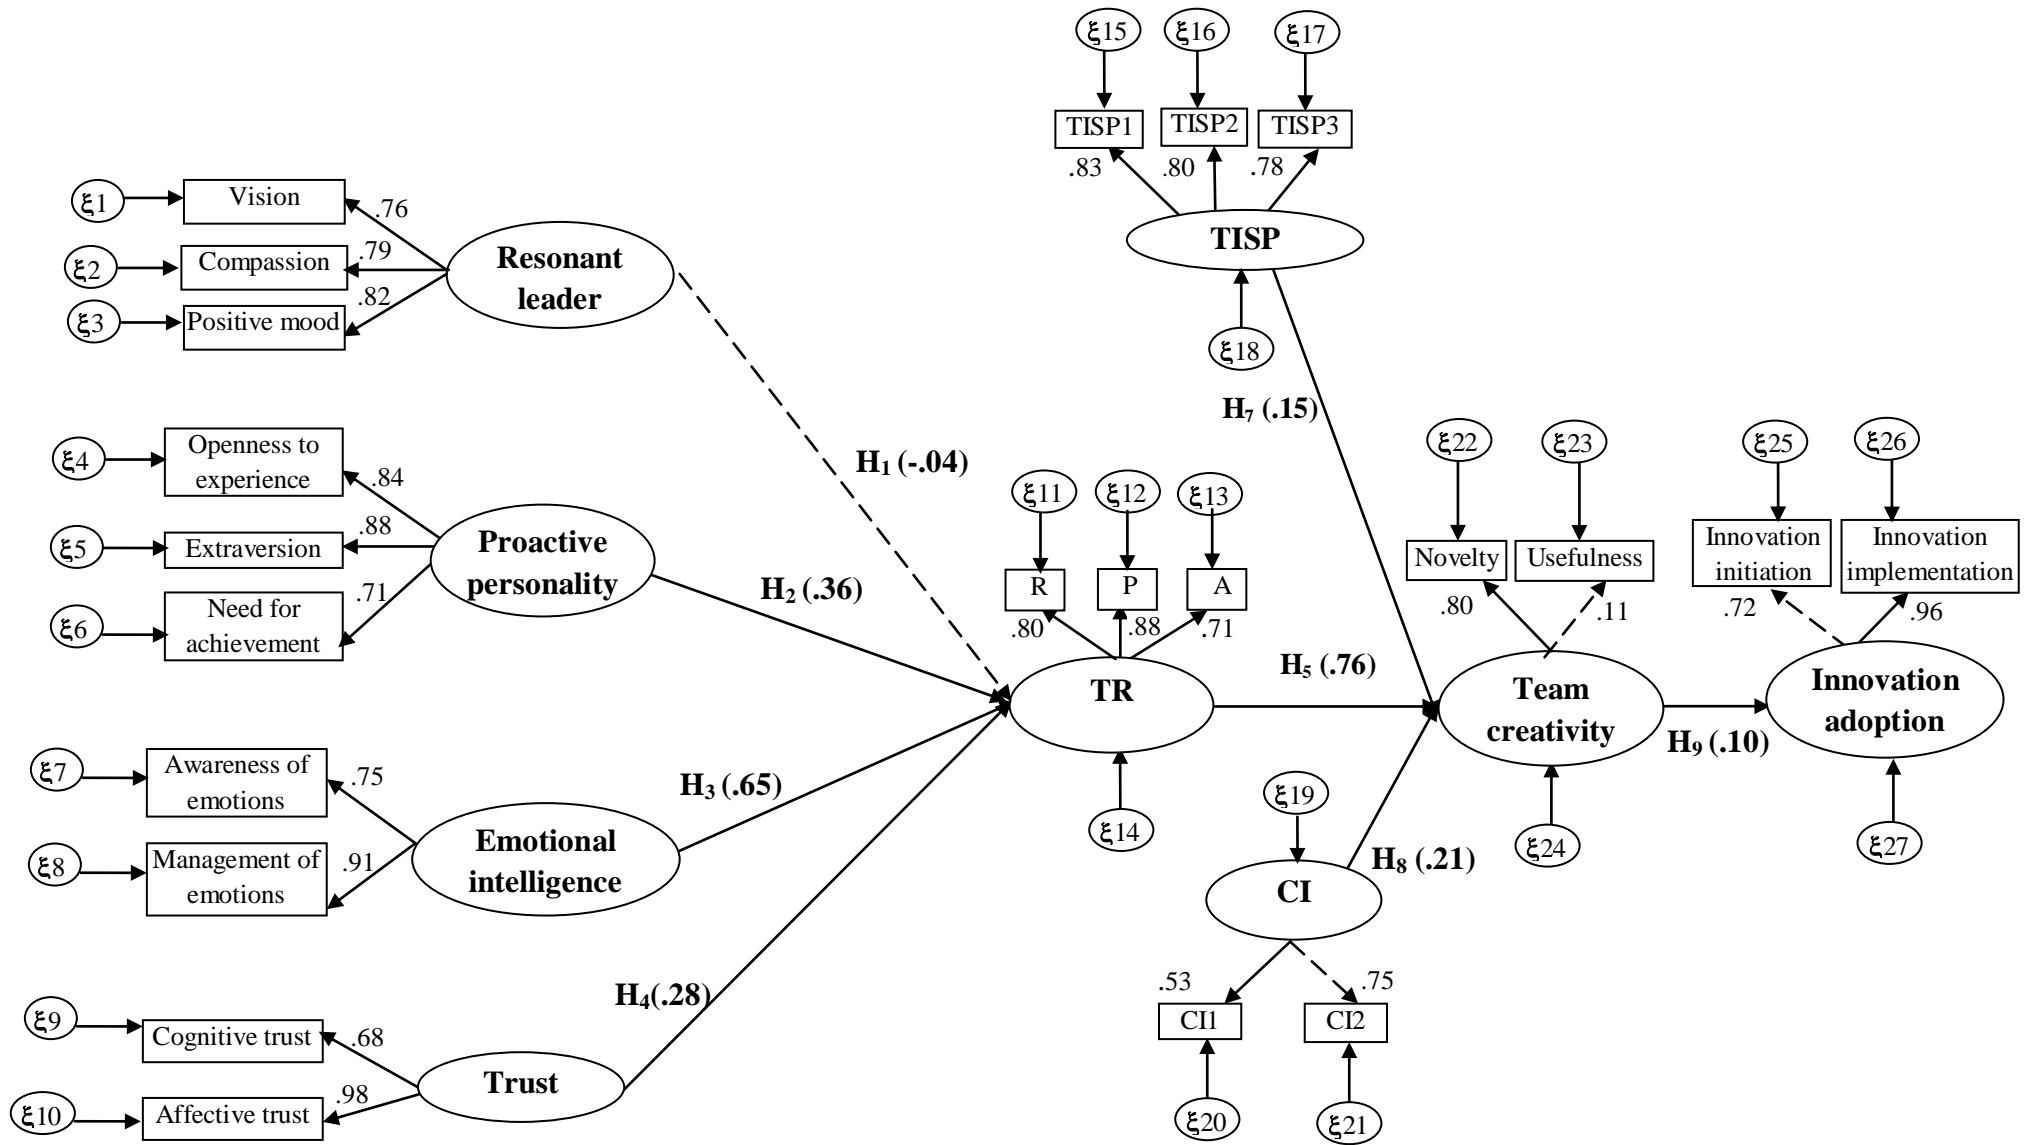 ξ15
ξ16
ξ17
TISP1
TISP2
TISP3
.83
.80
.78
TISP
ξ18
H7 (.15)
ξ1
Vision
.76
ξ2
Compassion
.79
ξ3
Positive mood
.82
Resonant
leader
H1 (-.04)
ξ4
Openness to
experience
.84
ξ5
Extraversion
.88
ξ6
Need for
achievement
.71
Proactive
personality
H2 (.36)
ξ7
Awareness of
emotions
.75
ξ8
Management of
emotions
.91
Emotional
intelligence
H3 (.65)
ξ9
Cognitive trust
.68
ξ10
Affective trust
.98
Trust
H4(.28)
ξ11
ξ12
ξ13
R
P
A
.80
.88
.71
TR
ξ14
H5 (.76)
ξ19
CI
H8 (.21)
.53
.75
CI1
CI2
ξ20
ξ21
ξ22
ξ23
Novelty
Usefulness
.80
.11
Team
creativity
ξ24
H9 (.10)
ξ25
ξ26
Innovation
initiation
Innovation
implementation
.72
.96
Innovation
adoption
ξ27